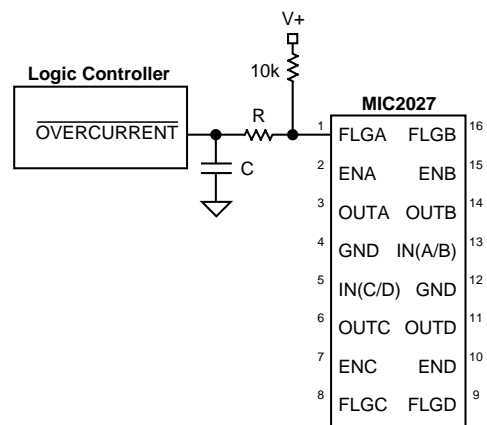 V+
10k
Logic Controller
OVERCURRENT
R
C
MIC2027
1 FLGA FLGB 16
2 ENA ENB 15
3 OUTA OUTB 14
4 GND IN(A/B) 13
5 IN(C/D) GND 12
6 OUTC OUTD 11
7 ENC END 10
8 FLGC FLGD 9